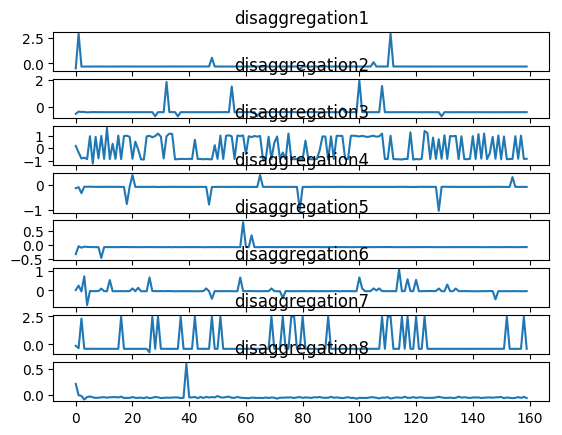 disaggregation1
2.5
0.0
disaggregation2
2
0
disaggregation3
1
0
−1
disaggregation4
0
−1
disaggregation5
0.5
0.0
−0.5
disaggregation6
1
0
disaggregation7
2.5
0.0
disaggregation8
0.5
0.0
0 20 40 60 80 100 120 140 160